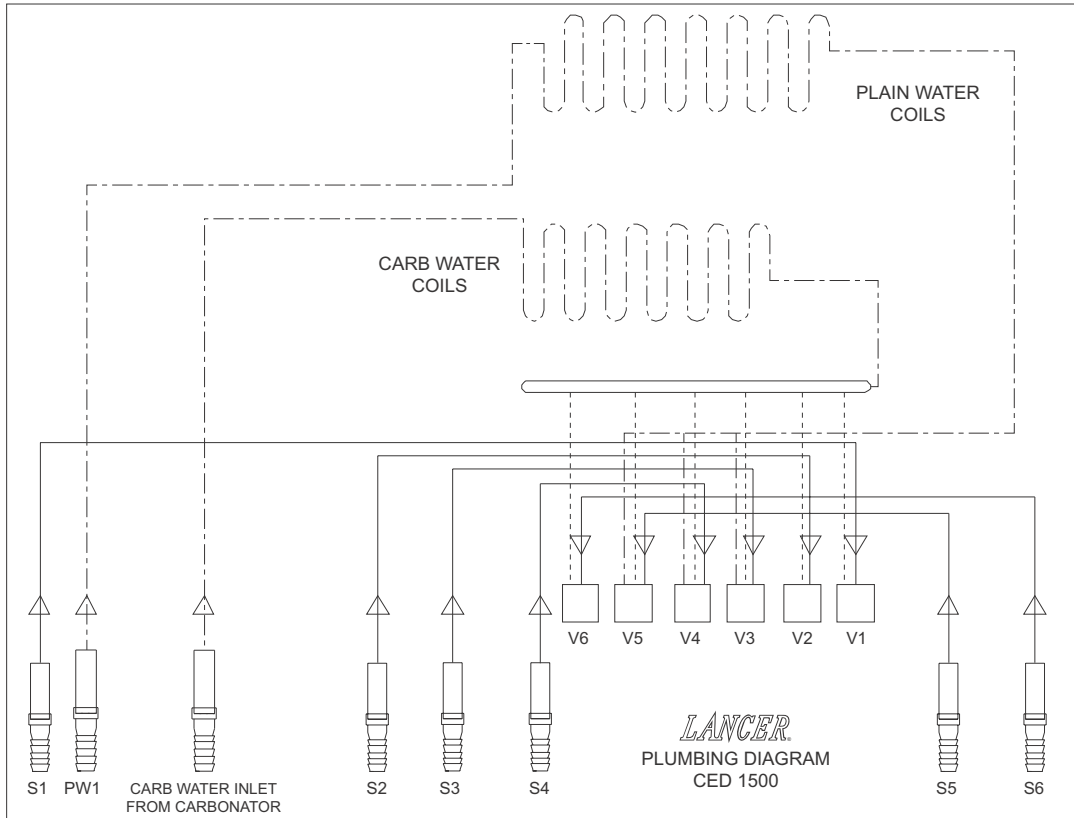 PLAIN WATER
COILS
CARB WATER
COILS
V6 V5 V4 V3 V2 V1
LANCER®
PLUMBING DIAGRAM
CED 1500
S1 PW1 CARB WATER INLET
FROM CARBONATOR
S2 S3 S4 S5 S6